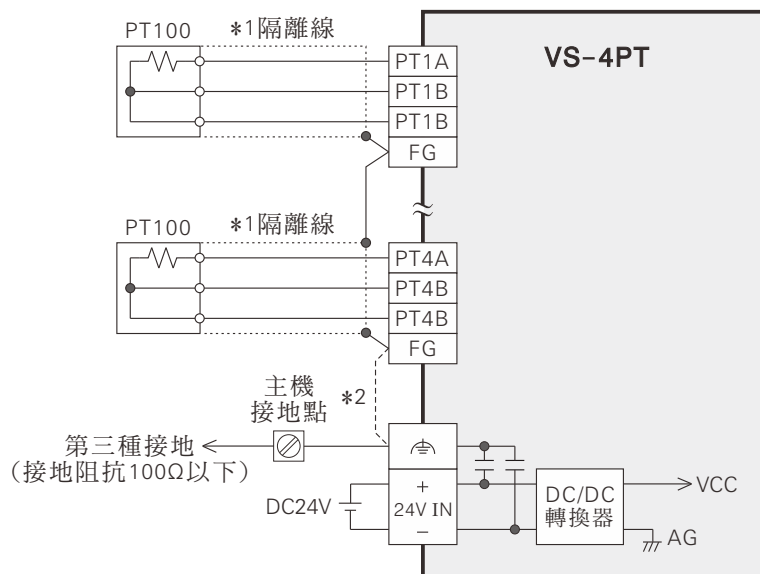 PT100
*1隔離線
VS-4PT
PT1A
PT1B
PT1B
FG
PT100
*1隔離線
PT4A
PT4B
PT4B
FG
主機
接地點
*2
第三種接地
(接地阻抗100Ω以下)
DC24V
+
24V IN
−
DC/DC
轉換器
VCC
AG